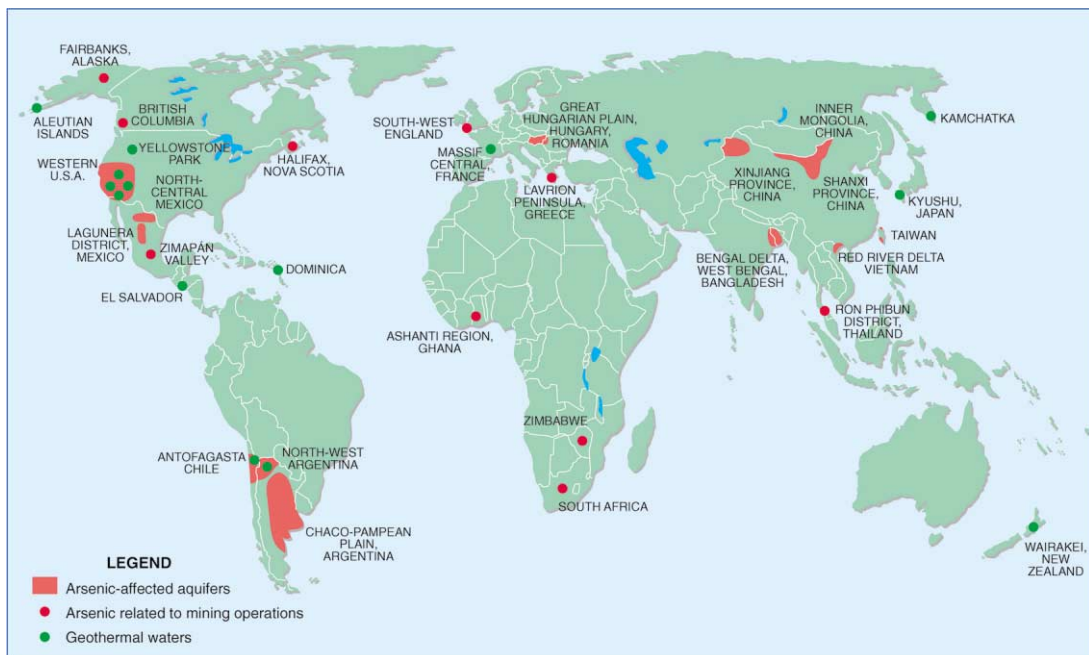 FAIRBANKS,
ALASKA
ALEUTIAN
ISLANDS
BRITISH
COLUMBIA
YELLOWSTONE
PARK
HALIFAX,
NOVA SCOTIA
WESTERN
U.S.A.
NORTH-
CENTRAL
MEXICO
LAGUNERA
DISTRICT,
MEXICO
ZIMAPÁN
VALLEY
DOMINICA
EL SALVADOR
ANTOFAGASTA
CHILE
NORTH-WEST
ARGENTINA
CHACO-PAMPEAN
PLAIN,
ARGENTINA
SOUTH-WEST
ENGLAND
GREAT
HUNGARIAN PLAIN,
HUNGARY,
ROMANIA
MASSIF
CENTRAL,
FRANCE
LAVRION
PENINSULA,
GREECE
ASHANTI REGION,
GHANA
ZIMBABWE
SOUTH AFRICA
INNER
MONGOLIA,
CHINA
XINJIANG
PROVINCE,
CHINA
SHANXI
PROVINCE,
CHINA
KAMCHATKA
KYUSHU,
JAPAN
TAIWAN
BENGAL DELTA,
WEST BENGAL,
BANGLADESH
RED RIVER DELTA
VIETNAM
RON PHIBUN
DISTRICT,
THAILAND
WAIRAKEI,
NEW
ZEALAND
LEGEND
Arsenic-affected aquifers
Arsenic related to mining operations
Geothermal waters